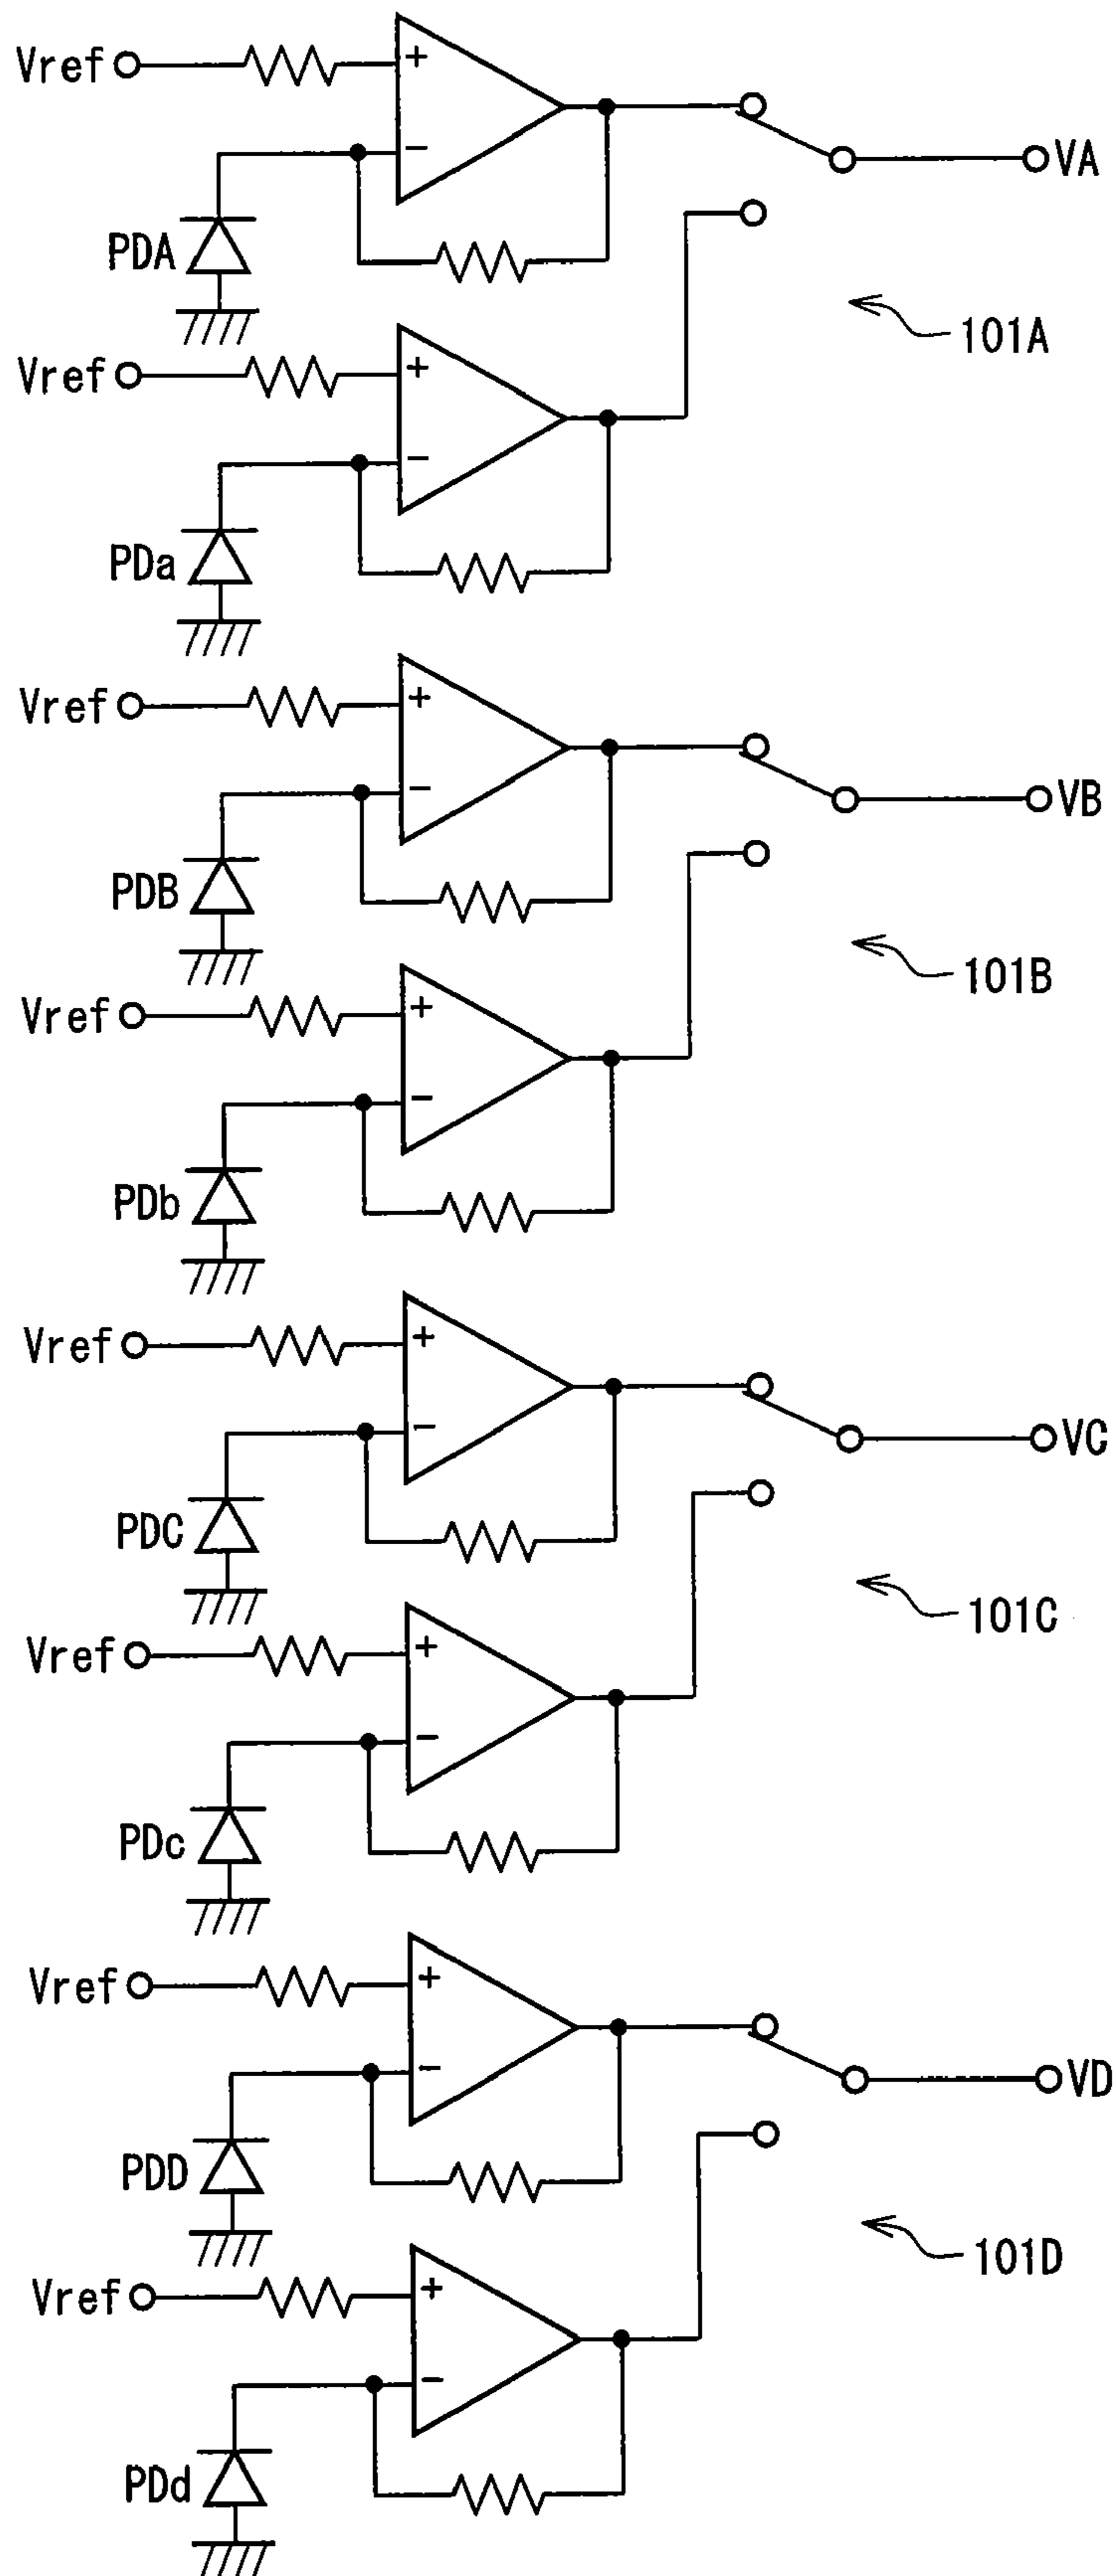 Vref
+
VA
−
PDA
101A
Vref
+
−
PDa
Vref
+
VB
−
PDB
101B
Vref
+
−
PDb
Vref
+
VC
−
PDC
101C
Vref
+
−
PDc
Vref
+
VD
−
PDD
101D
Vref
+
−
PDd